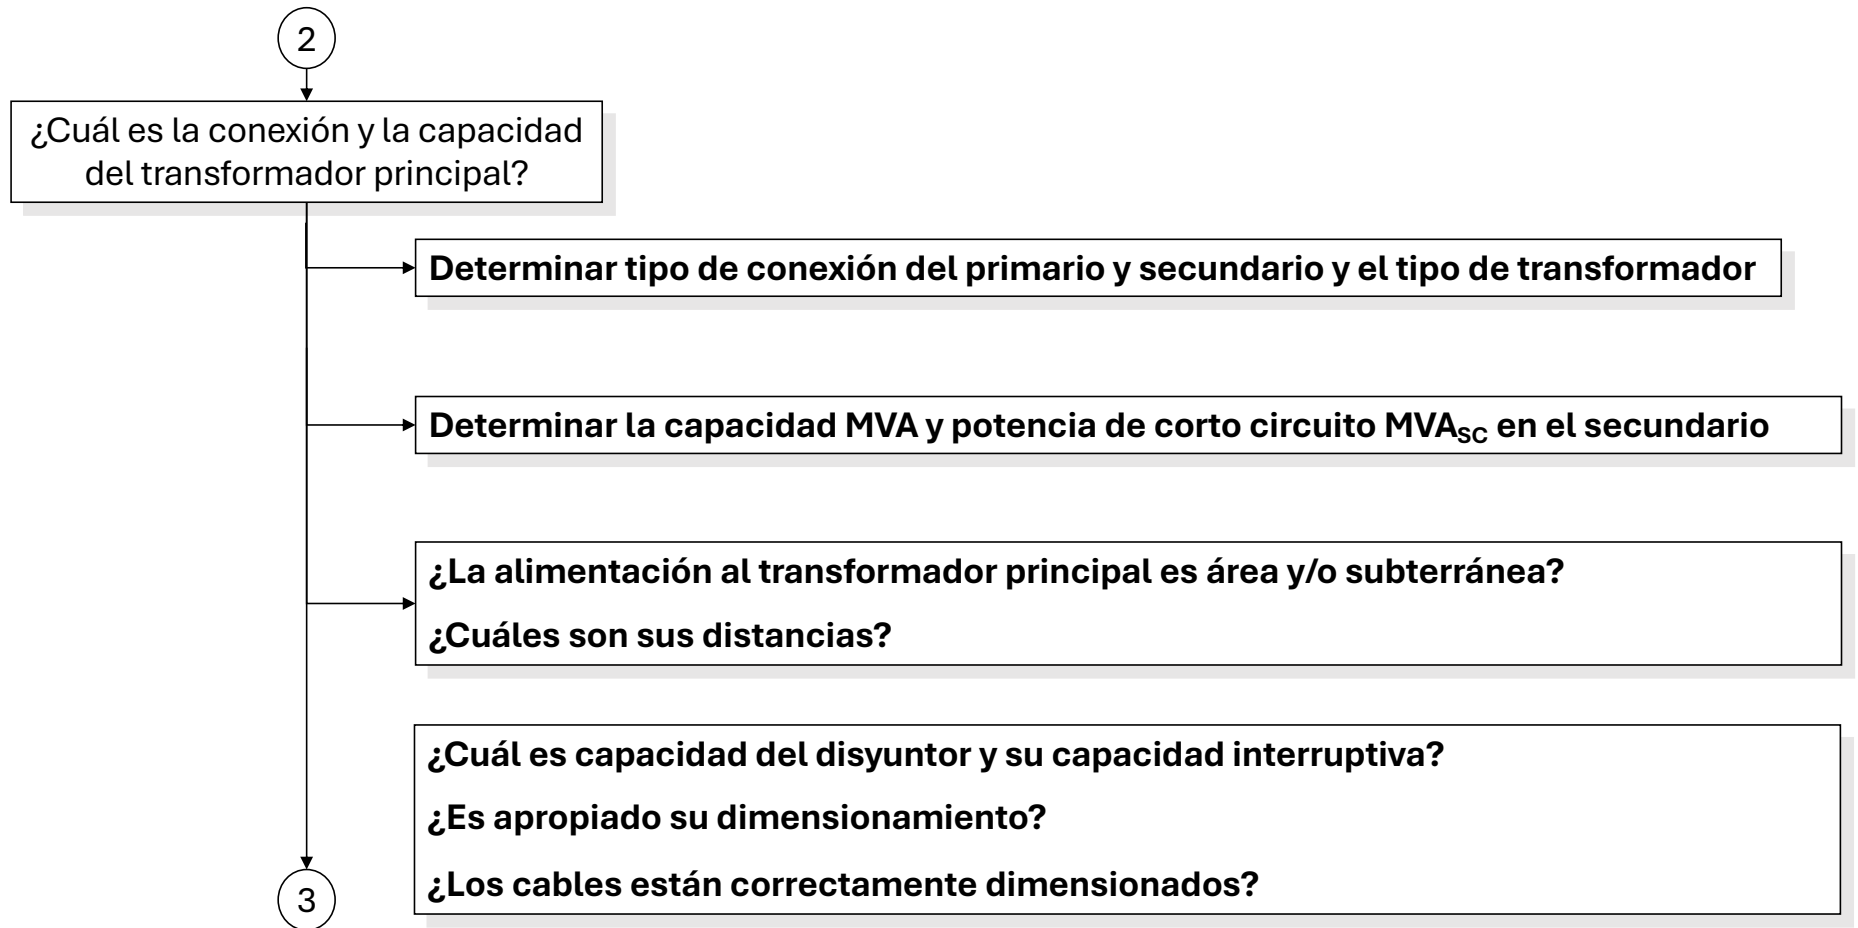 2
¿Cuál es la conexión y la capacidad
del transformador principal?
Determinar tipo de conexión del primario y secundario y el tipo de transformador
Determinar la capacidad MVA y potencia de corto circuito MVA_SC en el secundario
¿La alimentación al transformador principal es área y/o subterránea?
¿Cuáles son sus distancias?
¿Cuál es capacidad del disyuntor y su capacidad interruptiva?
¿Es apropiado su dimensionamiento?
¿Los cables están correctamente dimensionados?
3